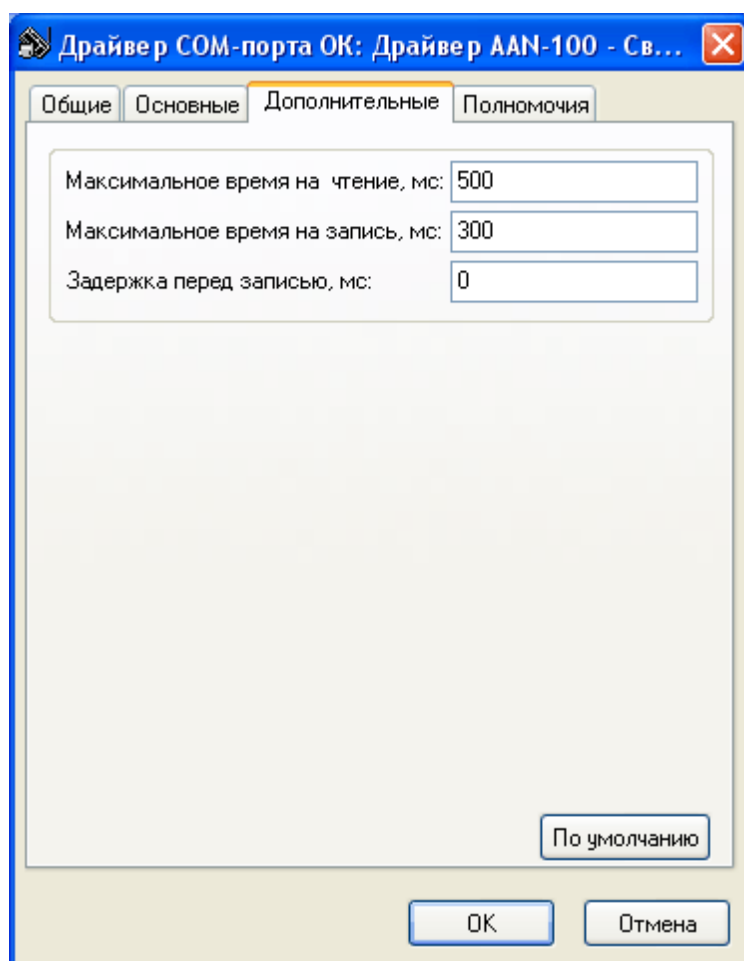 Драйвер COM-порта ОК: Драйвер AAN-100 - Св...
Общие Основные Дополнительные Полномочия
Максимальное время на чтение, мс: 500
Максимальное время на запись, мс: 300
Задержка перед записью, мс: 0
По умолчанию
ОК Отмена